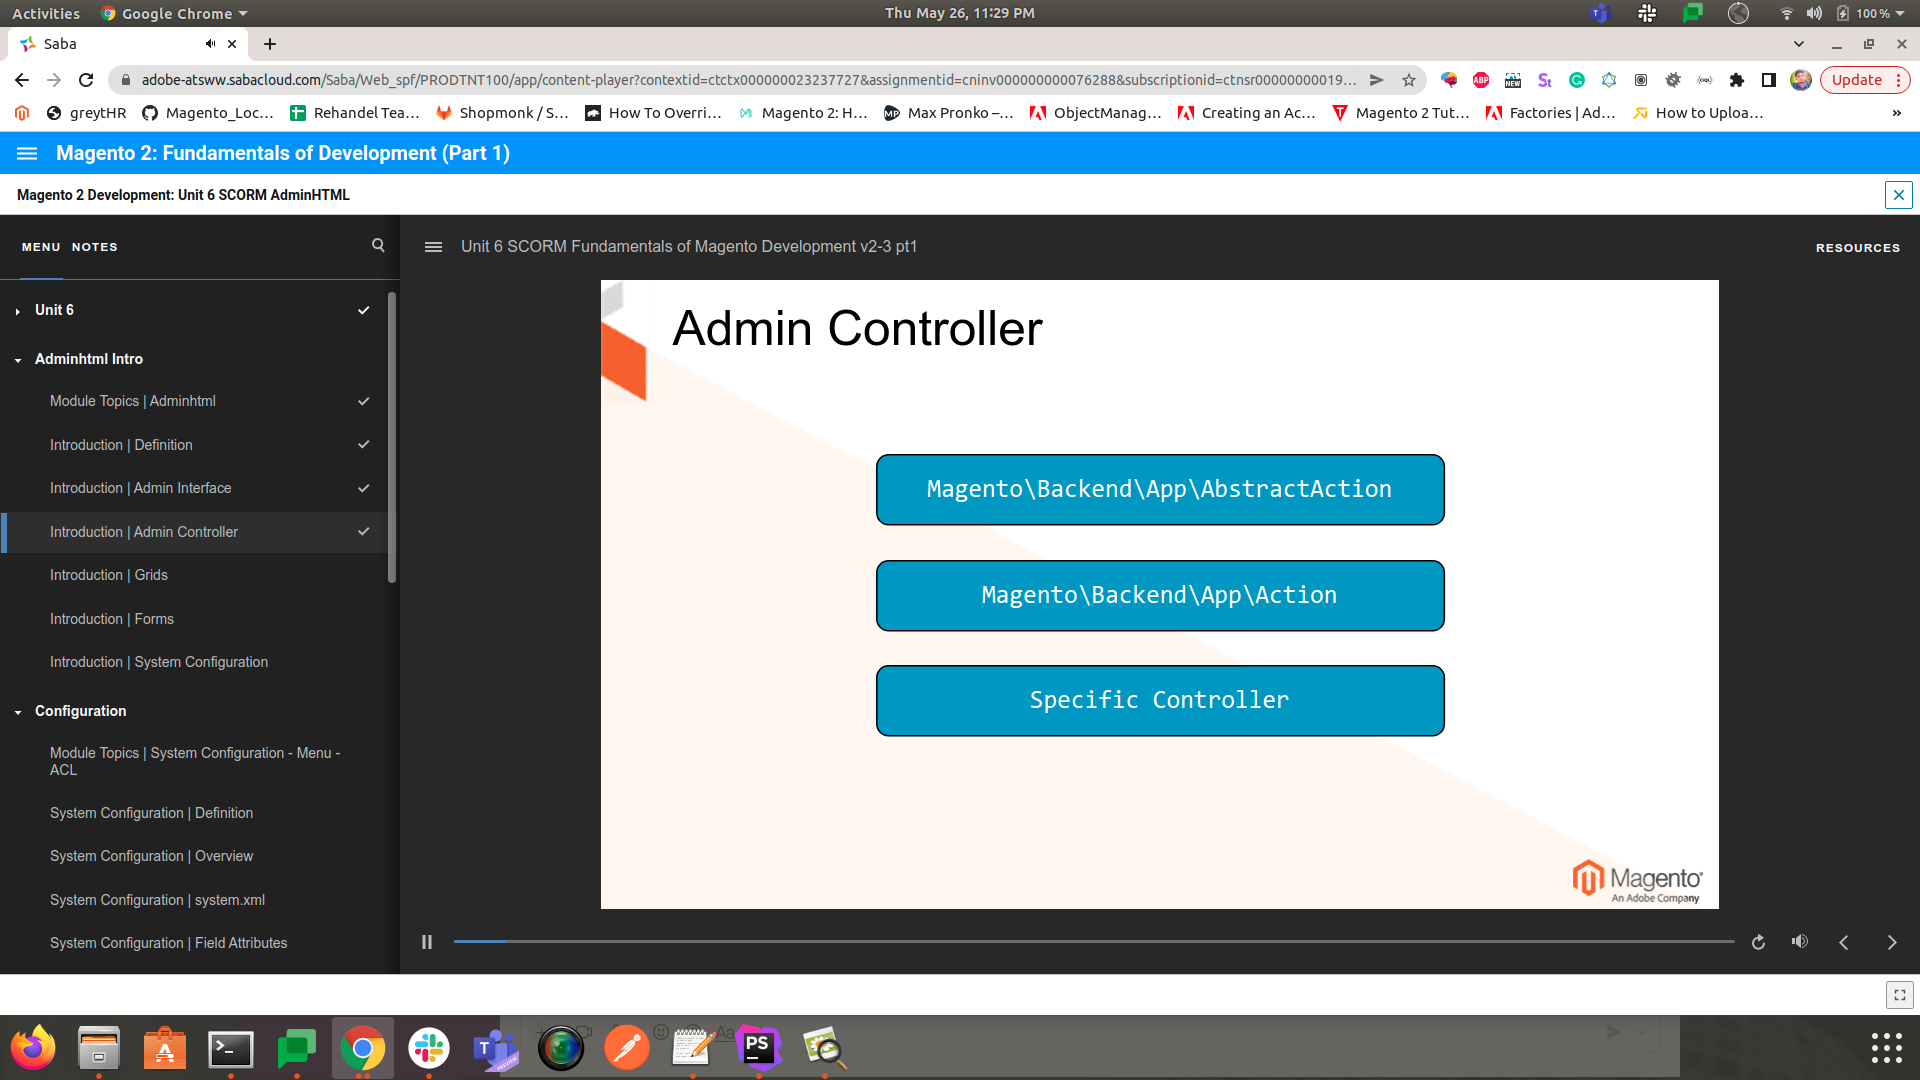 Activities
Google Chrome
Thu May 26, 11:29 PM
100 %
Saba
adobe-atsww.sabacloud.com/Saba/Web_spf/PRODTNT100/app/content-player?contextid=ctctx000000023237727&assignmentid=cninv000000000076288&subscriptionid=ctnsr00000000019...
Update
greytHR
Magento_Loc...
Rehandel Tea...
Shopmonk / S...
How To Overri...
Magento 2: H...
Max Pronko –...
ObjectManag...
Creating an Ac...
Magento 2 Tut...
Factories | Ad...
How to Uploa...
»
Magento 2: Fundamentals of Development (Part 1)
Magento 2 Development: Unit 6 SCORM AdminHTML
MENU NOTES
Unit 6 SCORM Fundamentals of Magento Development v2-3 pt1
RESOURCES
Unit 6
Adminhtml Intro
Module Topics | Adminhtml
Introduction | Definition
Introduction | Admin Interface
Introduction | Admin Controller
Introduction | Grids
Introduction | Forms
Introduction | System Configuration
Configuration
Module Topics | System Configuration - Menu -
ACL
System Configuration | Definition
System Configuration | Overview
System Configuration | system.xml
System Configuration | Field Attributes
Admin Controller
Magento\Backend\App\AbstractAction
Magento\Backend\App\Action
Specific Controller
Magento
An Adobe Company